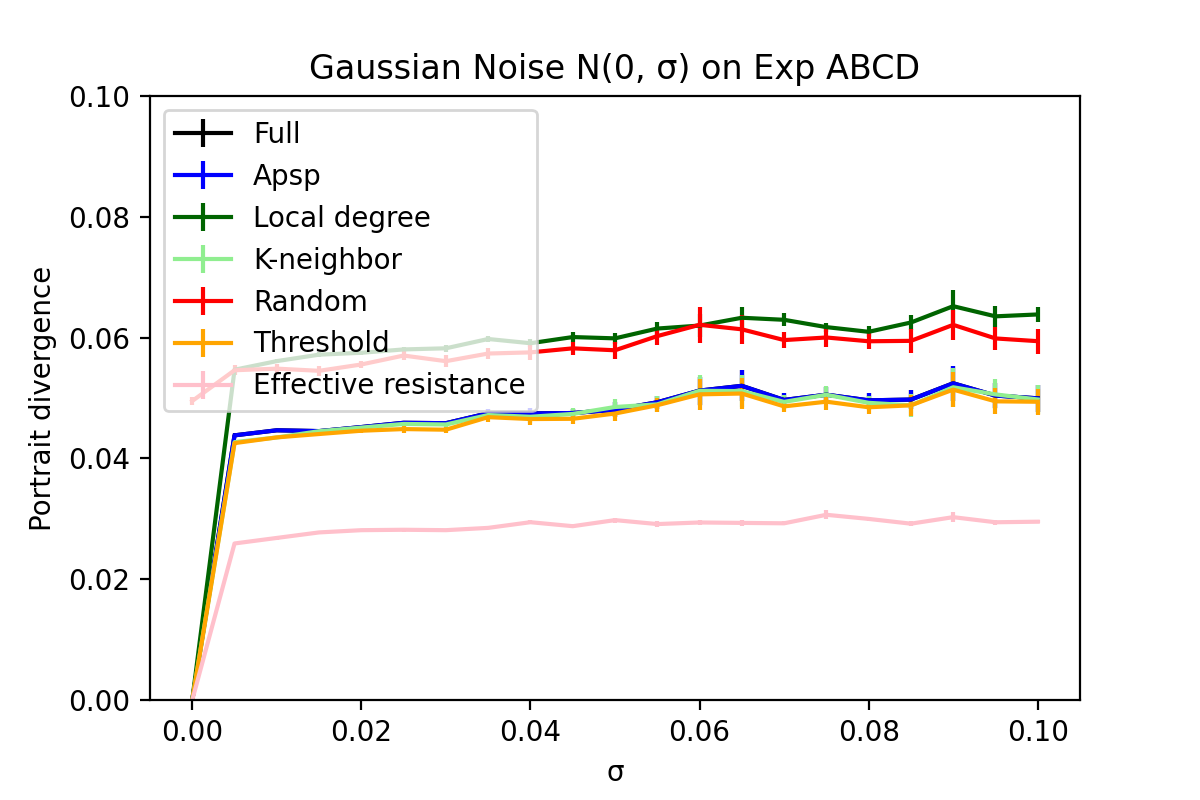 Gaussian Noise N(0, σ) on Exp ABCD
0.10
0.08
0.06
0.04
0.02
0.00
Portrait divergence
Full
Apsp
Local degree
K-neighbor
Random
Threshold
Effective resistance
0.00 0.02 0.04 0.06 0.08 0.10
σ